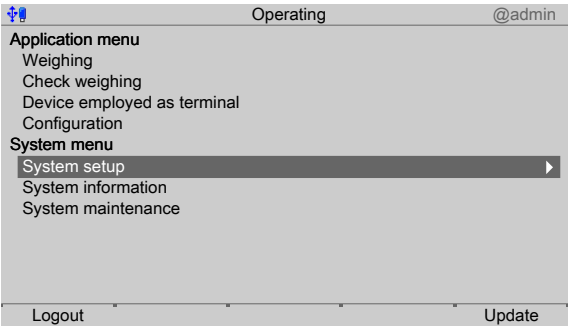 Operating @admin
Application menu
Weighing
Check weighing
Device employed as terminal
Configuration
System menu
System setup
System information
System maintenance
Logout Update